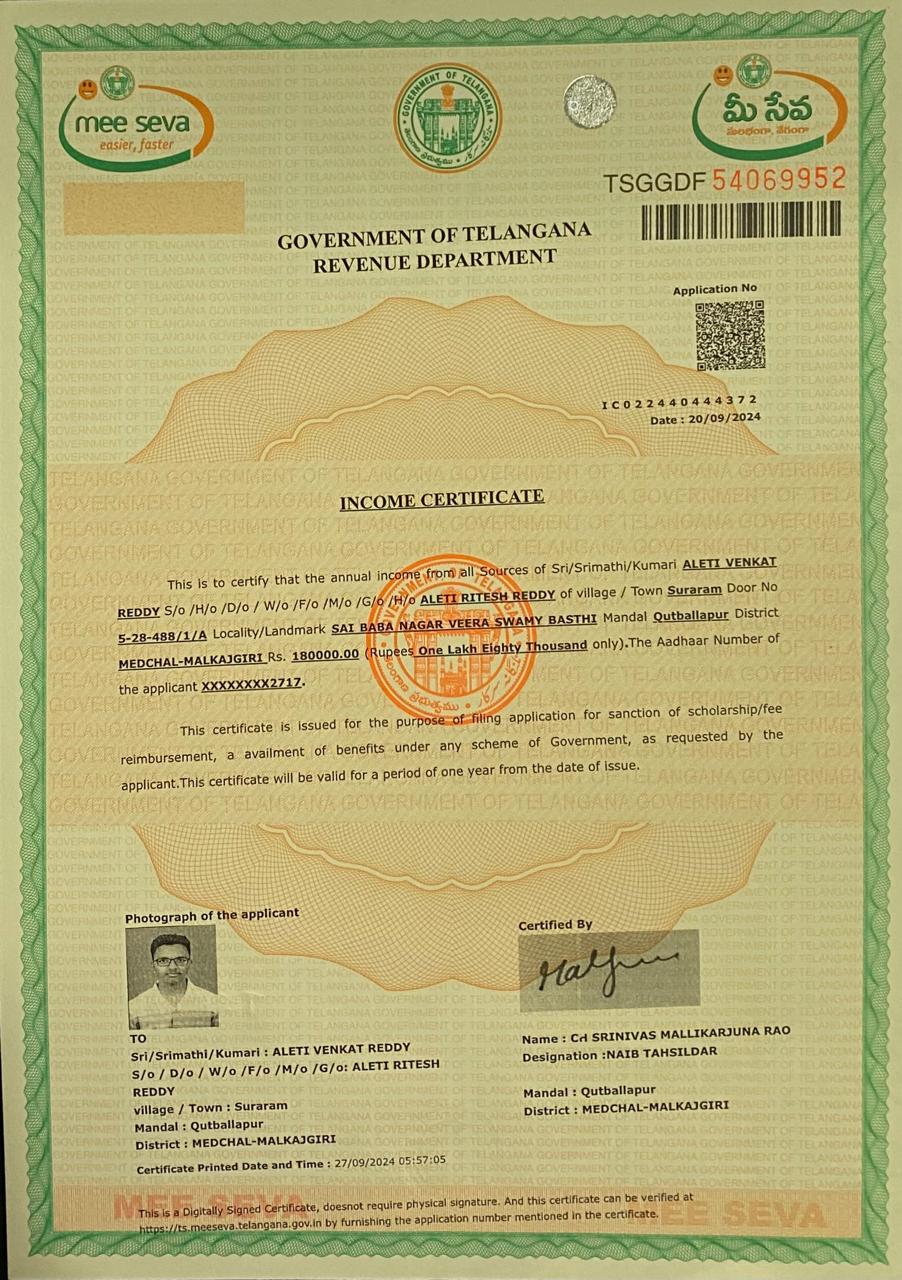 mee seva
easier, faster
GOVERNMENT OF TELANGANA
మీ సేవ
TSGGDF 54069952
GOVERNMENT OF TELANGANA
REVENUE DEPARTMENT
Application No
IC022440444372
Date : 20/09/2024
INCOME CERTIFICATE
This is to certify that the annual income from all Sources of Sri/Srimathi/Kumari ALETI VENKAT
REDDY S/o /H/o /D/o / W/o /F/o /M/o /G/o /H/o ALETI RITESH REDDY of village / Town Suraram Door No
5-28-488/1/A Locality/Landmark SAI BABA NAGAR VEERA SWAMY BASTHI Mandal Qutballapur District
MEDCHAL-MALKAJGIRI Rs. 180000.00 (Rupees One Lakh Eighty Thousand only).The Aadhaar Number of
the applicant XXXXXXXX2717.
This certificate is issued for the purpose of filing application for sanction of scholarship/fee
reimbursement, a availment of benefits under any scheme of Government, as requested by the
applicant.This certificate will be valid for a period of one year from the date of issue.
Photograph of the applicant
Certified By
TO
Sri/Srimathi/Kumari : ALETI VENKAT REDDY
S/o / D/o / W/o /F/o /M/o /G/o: ALETI RITESH
REDDY
village / Town : Suraram
Mandal : Qutballapur
District : MEDCHAL-MALKAJGIRI
Name : CH SRINIVAS MALLIKARJUNA RAO
Designation :NAIB TAHSILDAR
Mandal : Qutballapur
District : MEDCHAL-MALKAJGIRI
Certificate Printed Date and Time : 27/09/2024 05:57:05
MEE SEVA
MEE SEVA
This is a Digitally Signed Certificate, doesnot require physical signature. And this certificate can be verified at
https://ts.meeseva.telangana.gov.in by furnishing the application number mentioned in the certificate.